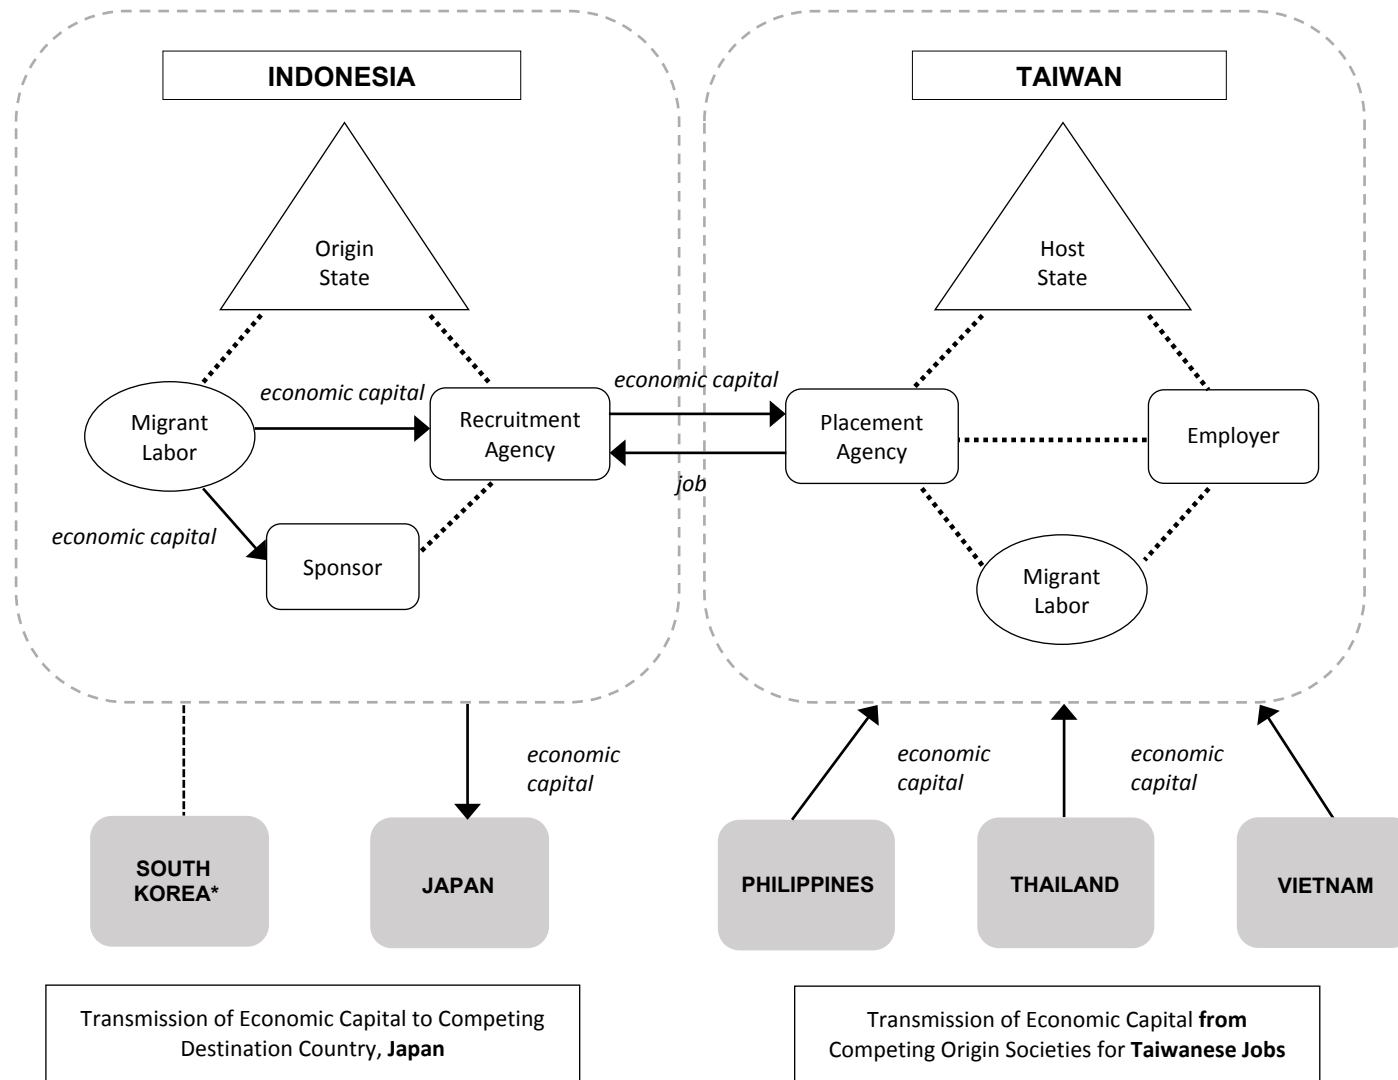 INDONESIA
TAIWAN
Origin
State
Host
State
economic capital
economic capital
Migrant
Labor
Recruitment
Agency
Placement
Agency
Employer
job
economic capital
Sponsor
Migrant
Labor
economic
capital
economic
capital
economic
capital
SOUTH
KOREA*
JAPAN
PHILIPPINES
THAILAND
VIETNAM
Transmission of Economic Capital to Competing
Destination Country, Japan
Transmission of Economic Capital from
Competing Origin Societies for Taiwanese Jobs